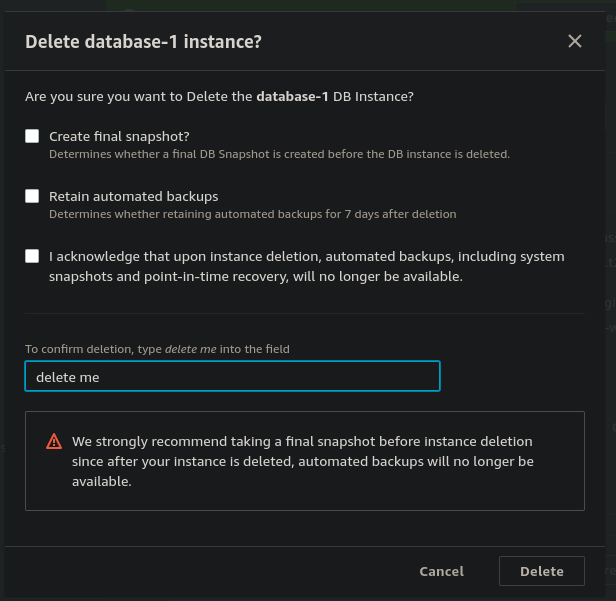 Delete database-1 instance?
Are you sure you want to Delete the database-1 DB Instance?
Create final snapshot?
Determines whether a final DB Snapshot is created before the DB instance is deleted.
Retain automated backups
Determines whether retaining automated backups for 7 days after deletion
I acknowledge that upon instance deletion, automated backups, including system
snapshots and point-in-time recovery, will no longer be available.
To confirm deletion, type delete me into the field
delete me
We strongly recommend taking a final snapshot before instance deletion
since after your instance is deleted, automated backups will no longer be
available.
Cancel
Delete